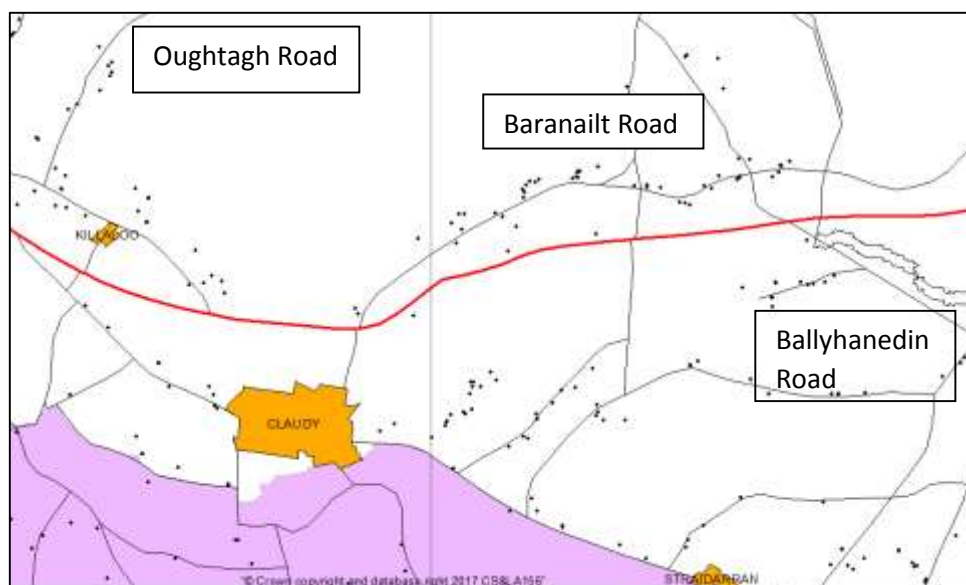 Oughtagh Road
Baranailt Road
KILLALOO
Ballyhanedin
Road
CLAUDY
STRAIDARRAN
"© Crown copyright and database right 2017 CS&LA156"